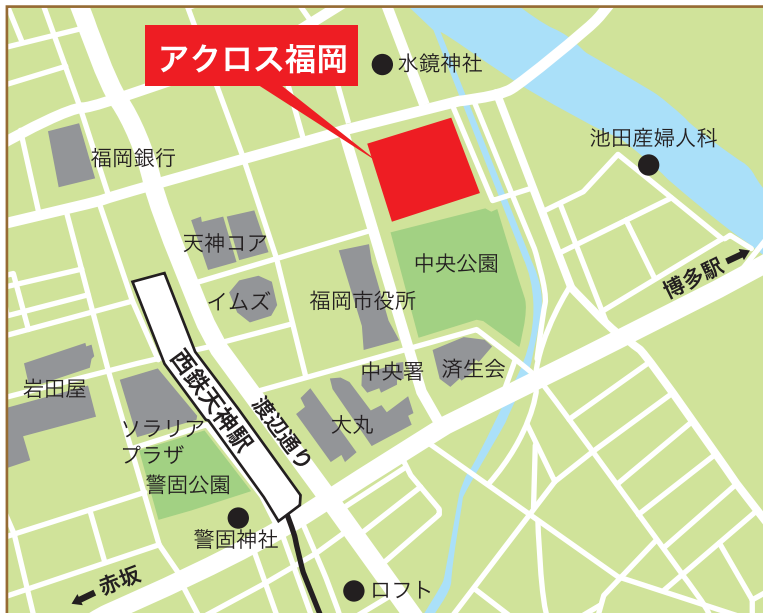 アクロス福岡
水鏡神社
池田産婦人科
福岡銀行
天神コア
中央公園
博多駅
イムズ
福岡市役所
岩田屋
西鉄天神駅
中央署
済生会
渡辺通り
大丸
ソラリア
プラザ
警固公園
警固神社
赤坂
ロフト